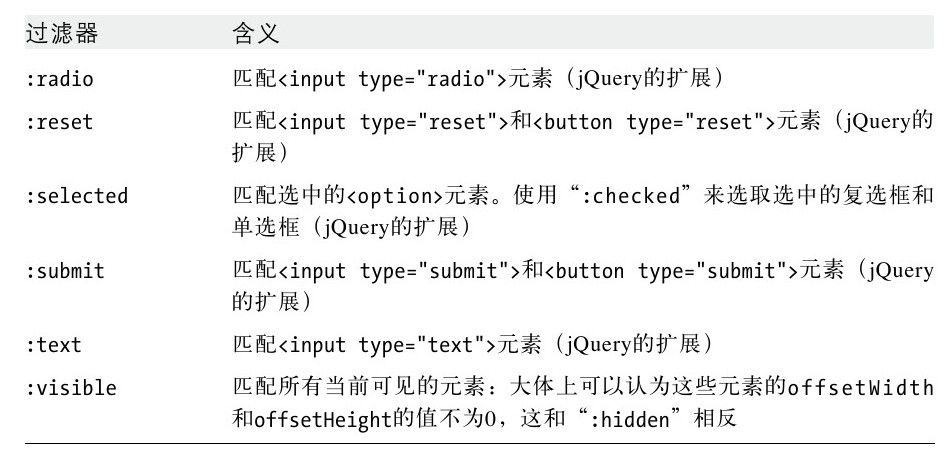 过滤器 含义
:radio 匹配<input type="radio">元素（jQuery的扩展）
:reset 匹配<input type="reset">和<button type="reset">元素（jQuery的
扩展）
:selected 匹配选中的<option>元素。使用“:checked”来选取选中的复选框和
单选框（jQuery的扩展）
:submit 匹配<input type="submit">和<button type="submit">元素（jQuery
的扩展）
:text 匹配<input type="text">元素（jQuery的扩展）
:visible 匹配所有当前可见的元素：大体上可以认为这些元素的offsetWidth
和offsetHeight的值不为0，这和“:hidden”相反